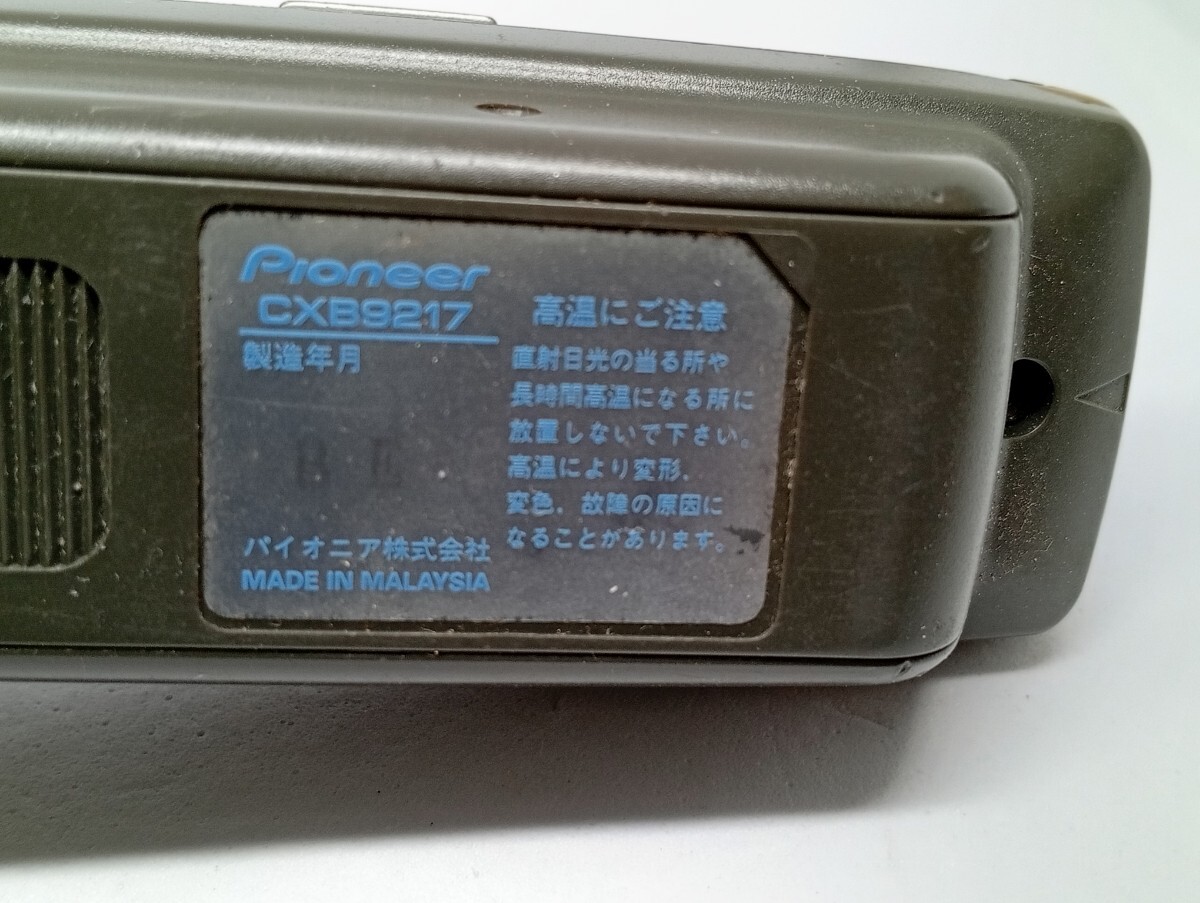 Pioneer
CXB9217
製造年月
パイオニア株式会社
MADE IN MALAYSIA
高温にご注意
直射日光の当る所や
長時間高温になる所に
放置しないで下さい。
高温により変形.
変色. 故障の原因に
なることがあります。